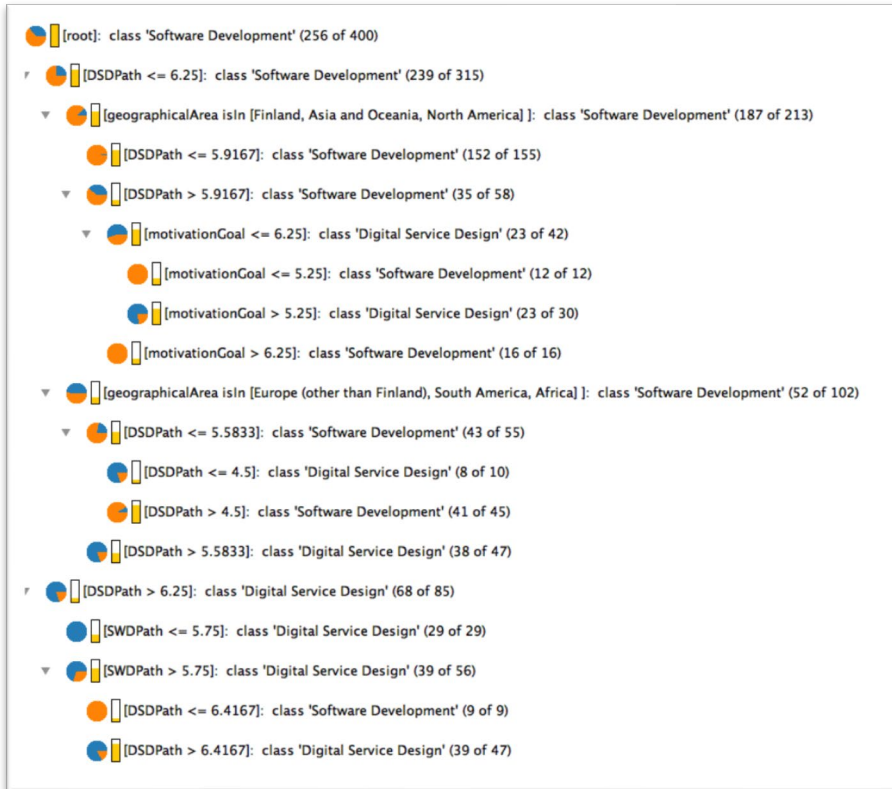 [root]: class 'Software Development' (256 of 400)
[DSDPath <= 6.25]: class 'Software Development' (239 of 315)
[geographicalArea isIn [Finland, Asia and Oceania, North America] ]: class 'Software Development' (187 of 213)
[DSDPath <= 5.9167]: class 'Software Development' (152 of 155)
[DSDPath > 5.9167]: class 'Software Development' (35 of 58)
[motivationGoal <= 6.25]: class 'Digital Service Design' (23 of 42)
[motivationGoal <= 5.25]: class 'Software Development' (12 of 12)
[motivationGoal > 5.25]: class 'Digital Service Design' (23 of 30)
[motivationGoal > 6.25]: class 'Software Development' (16 of 16)
[geographicalArea isIn [Europe (other than Finland), South America, Africa] ]: class 'Software Development' (52 of 102)
[DSDPath <= 5.5833]: class 'Software Development' (43 of 55)
[DSDPath <= 4.5]: class 'Digital Service Design' (8 of 10)
[DSDPath > 4.5]: class 'Software Development' (41 of 45)
[DSDPath > 5.5833]: class 'Digital Service Design' (38 of 47)
[DSDPath > 6.25]: class 'Digital Service Design' (68 of 85)
[SWDPath <= 5.75]: class 'Digital Service Design' (29 of 29)
[SWDPath > 5.75]: class 'Digital Service Design' (39 of 56)
[DSDPath <= 6.4167]: class 'Software Development' (9 of 9)
[DSDPath > 6.4167]: class 'Digital Service Design' (39 of 47)